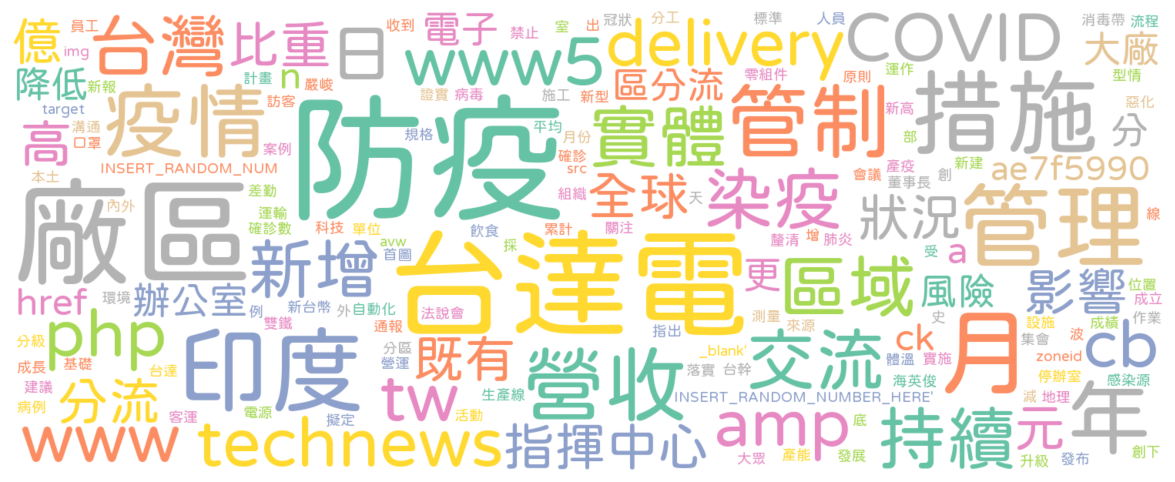 億
台灣
比重
日
電子
收到
禁止
室
出
冠狀
分工
標準
人員
消毒帶
流程
img
降低
新報
計畫
n
嚴峻
員工
www5
delivery
COVID
大廠
型情
target
疫情
訪客
證實
病毒
施工
新型
區分流
零組件
原則
運作
惡化
高
溝通
口罩
案例
防疫
規格
平均
月份
實體
管制
新高
措施
分
部
INSERT_RANDOM_NUM
確診
src
會議
產疫
新建
ae7f5990
本土
差勤
組織
全球
天
染疫
董事長
創
廠區
內外
運輸
確診數
科技
單位
飲食
採
累計
關注
釐清
增
肺炎
狀況
管理
線
avw
首圖
台達電
受
a
新增
href
環境
辦公室
例
新台幣
外
自動化
法說會
更
區域
風險
影響
位置
成立
作業
php
分級
雙鐵
通報
指出
測量
來源
史
設施
成績
印度
分區
營運
既有
_blank'
落實
台幹
交流
ck
體溫
實施
集會
波
zoneid
cb
停辦室
成長
基礎
台達
建議
病例
分流
客運
電源
擬定
tw
生產線
活動
營收
INSERT_RANDOM_NUMBER_HERE'
海英俊
月
減
地理
感染源
年
www
technews
指揮中心
amp
大眾
產能
底
發展
持續
元
升級
發布
創下